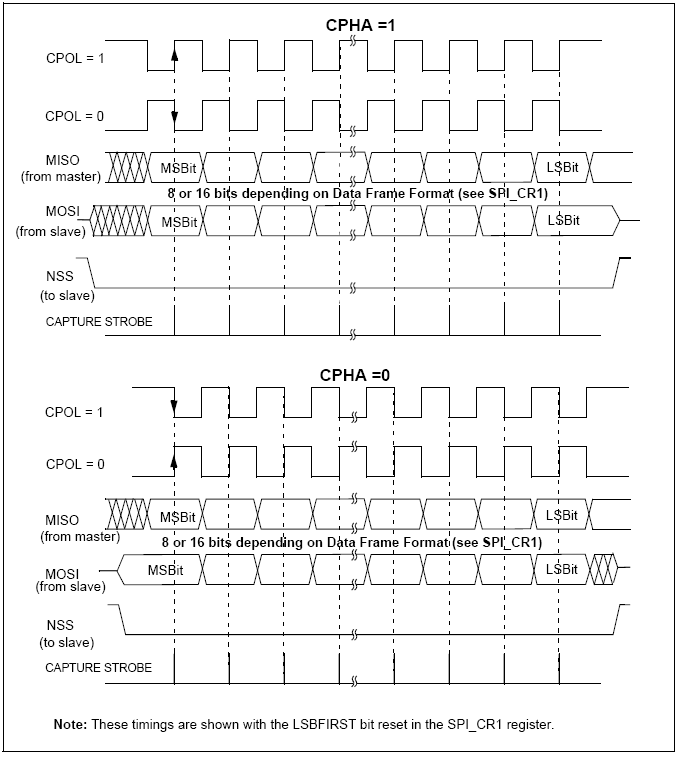 CPHA =1
CPOL = 1
CPOL = 0
MISO
(from master)
MSBit
LSBit
8 or 16 bits depending on Data Frame Format (see SPI_CR1)
MOSI
(from slave)
MSBit
LSBit
NSS
(to slave)
CAPTURE STROBE
CPHA =0
CPOL = 1
CPOL = 0
MISO
(from master)
MSBit
LSBit
8 or 16 bits depending on Data Frame Format (see SPI_CR1)
MOSI
(from slave)
MSBit
LSBit
NSS
(to slave)
CAPTURE STROBE
Note: These timings are shown with the LSBFIRST bit reset in the SPI_CR1 register.